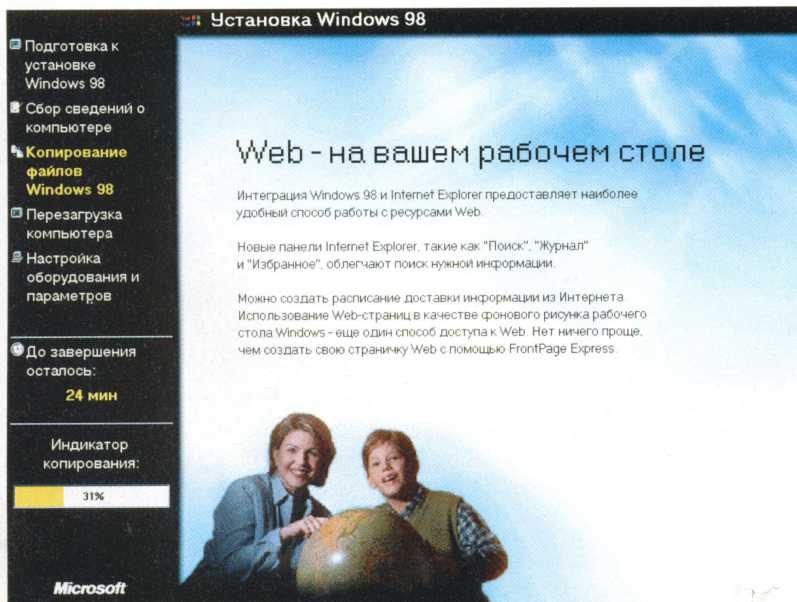 Установка Windows 98
Подготовка к
установке
Windows 98
Сбор сведений о
компьютере
Копирование
файлов
Windows 98
Перезагрузка
компьютера
Настройка
оборудования и
параметров
До завершения
осталось:
24 мин
Индикатор
копирования:
31%
Microsoft
Web - на вашем рабочем столе
Интеграция Windows 98 и Internet Explorer предоставляет наиболее
удобный способ работы с ресурсами Web.
Новые панели Internet Explorer, такие как "Поиск", "Журнал"
и "Избранное", облегчают поиск нужной информации.
Можно создать расписание доставки информации из Интернета.
Использование Web-страниц в качестве фонового рисунка рабочего
стола Windows - еще один способ доступа к Web. Нет ничего проще,
чем создать свою страничку Web с помощью FrontPage Express.